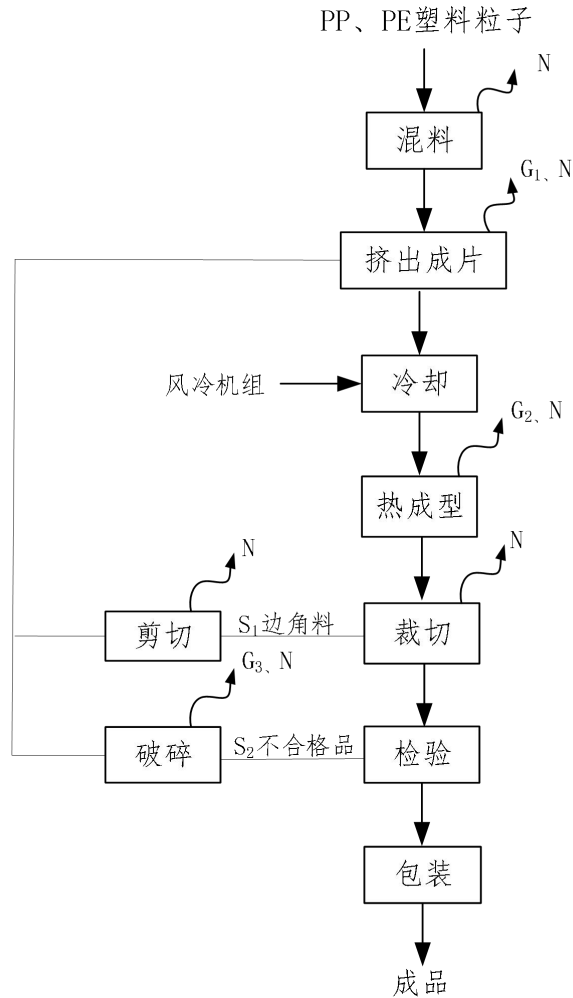 PP、PE塑料粒子
N
混料
G₁、N
挤出成片
风冷机组
冷却
G₂、N
热成型
N
N
剪切
S₁边角料
裁切
G₃、N
破碎
S₂不合格品
检验
包装
成品